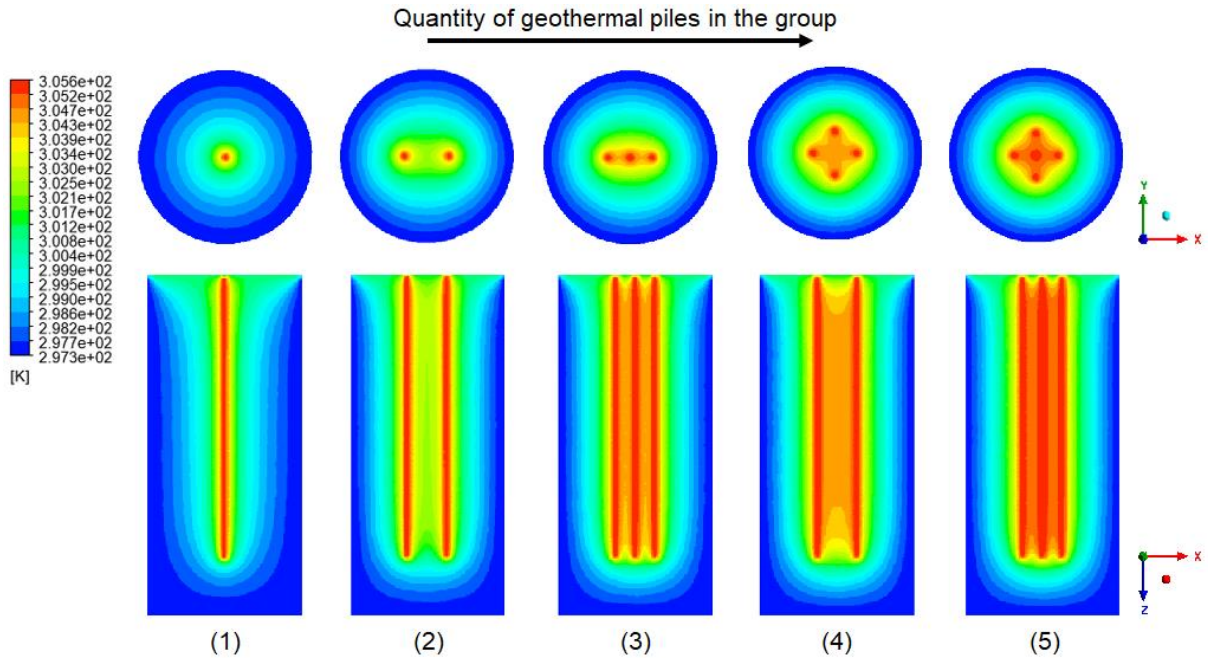 Quantity of geothermal piles in the group
3.056e+02
3.052e+02
3.047e+02
3.043e+02
3.039e+02
3.034e+02
3.030e+02
3.025e+02
3.021e+02
3.017e+02
3.012e+02
3.008e+02
3.004e+02
2.999e+02
2.995e+02
2.990e+02
2.986e+02
2.982e+02
2.977e+02
2.973e+02
[K]
Y
X
X
Z
(1) (2) (3) (4) (5)